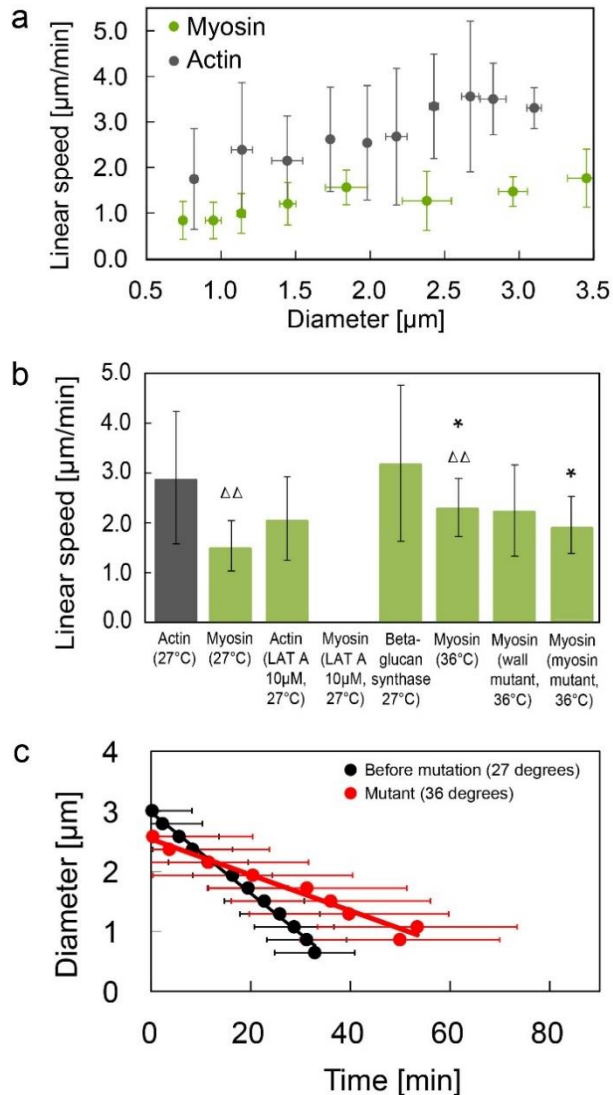 a
Linear speed [µm/min]
5.0
4.0
3.0
2.0
1.0
0.0
Myosin
Actin
0.5 1.0 1.5 2.0 2.5 3.0 3.5
Diameter [µm]
b
Linear speed [µm/min]
5.0
4.0
3.0
2.0
1.0
0.0
ΔΔ
*
ΔΔ
*
Actin
(27°C)
Myosin
(27°C)
Actin
(LAT A
10µM,
27°C)
Myosin
(LAT A
10µM,
27°C)
Beta-
glucan
synthase
27°C)
Myosin
(36°C)
Myosin
(wall
mutant,
36°C)
Myosin
(myosin
mutant,
36°C)
c
Diameter [µm]
4
3
2
1
0
Before mutation (27 degrees)
Mutant (36 degrees)
0 20 40 60 80
Time [min]